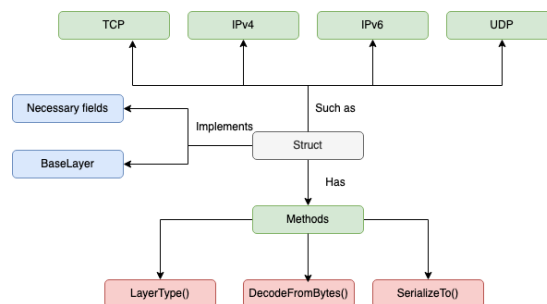 TCP
IPv4
IPv6
UDP
Necessary fields
Such as
Implements
Struct
BaseLayer
Has
Methods
LayerType()
DecodeFromBytes()
SerializeTo()